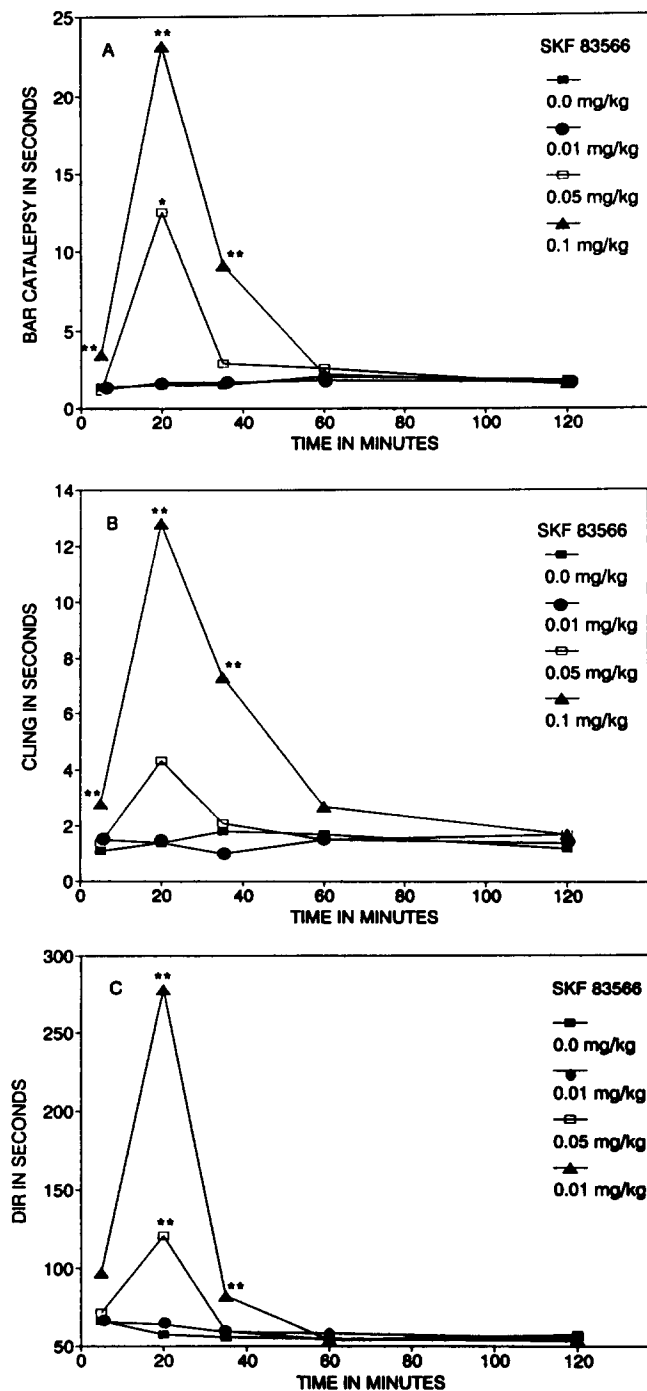 A
SKF 83566
0.0 mg/kg
0.01 mg/kg
0.05 mg/kg
0.1 mg/kg
**
*
**
**
BAR CATALEPSY IN SECONDS
25
20
15
10
5
0
0 20 40 60 80 100 120
TIME IN MINUTES
B
SKF 83566
0.0 mg/kg
0.01 mg/kg
0.05 mg/kg
0.1 mg/kg
**
**
**
CLING IN SECONDS
14
12
10
8
6
4
2
0
0 20 40 60 80 100 120
TIME IN MINUTES
C
SKF 83566
0.0 mg/kg
0.01 mg/kg
0.05 mg/kg
0.01 mg/kg
**
**
**
DIR IN SECONDS
300
250
200
150
100
50
0 20 40 60 80 100 120
TIME IN MINUTES